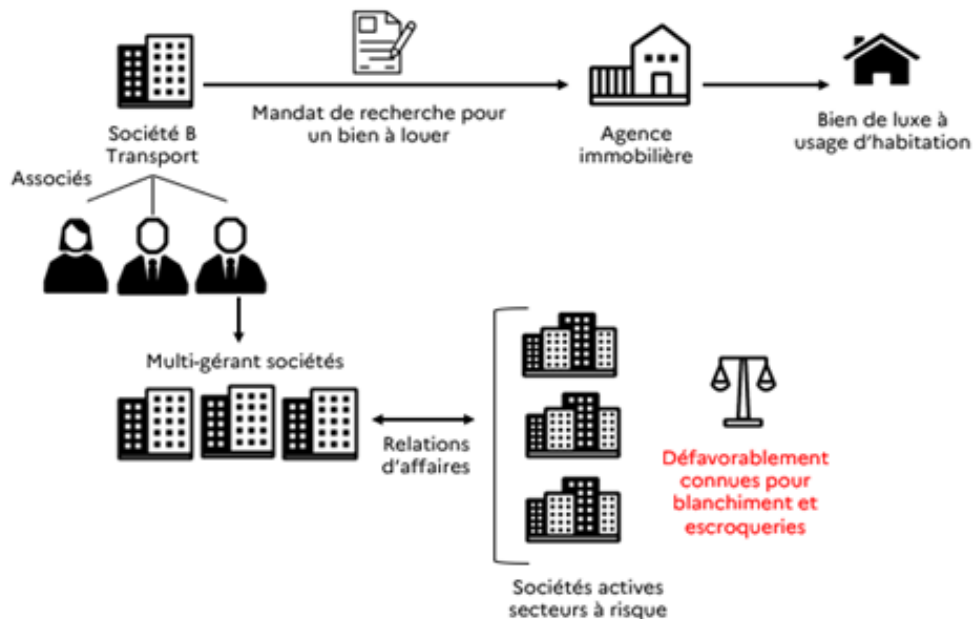 Société B
Transport
Mandat de recherche pour
un bien à louer
Agence
immobilière
Bien de luxe à
usage d'habitation
Associés
Multi-gérant sociétés
Relations
d'affaires
Défavorablement
connues pour
blanchiment et
escroqueries
Sociétés actives
secteurs à risque